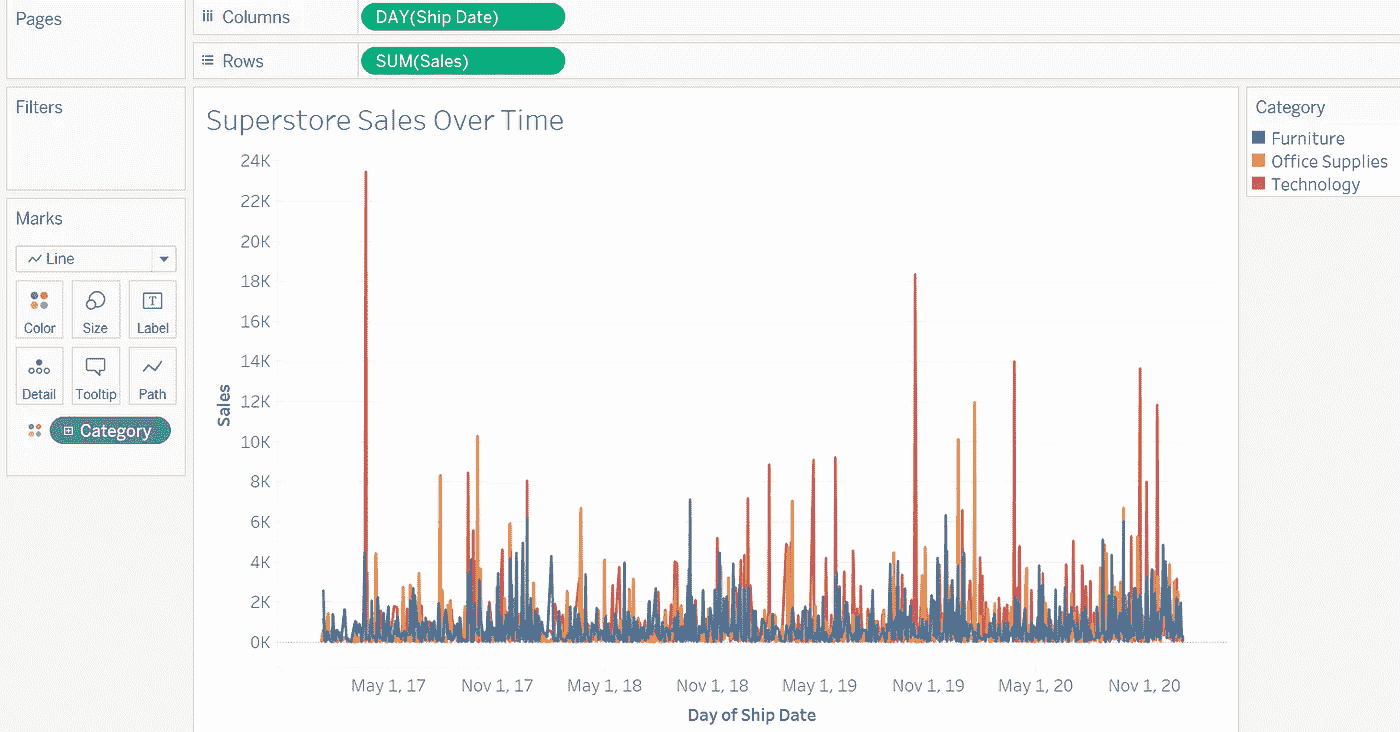 Pages
Columns
DAY(Ship Date)
Rows
SUM(Sales)
Filters
Marks
Line
Color
Size
Label
Detail
Tooltip
Path
Category
Superstore Sales Over Time
24K
22K
20K
18K
16K
14K
12K
10K
8K
6K
4K
2K
0K
Sales
May 1, 17
Nov 1, 17
May 1, 18
Nov 1, 18
May 1, 19
Nov 1, 19
May 1, 20
Nov 1, 20
Day of Ship Date
Category
Furniture
Office Supplies
Technology